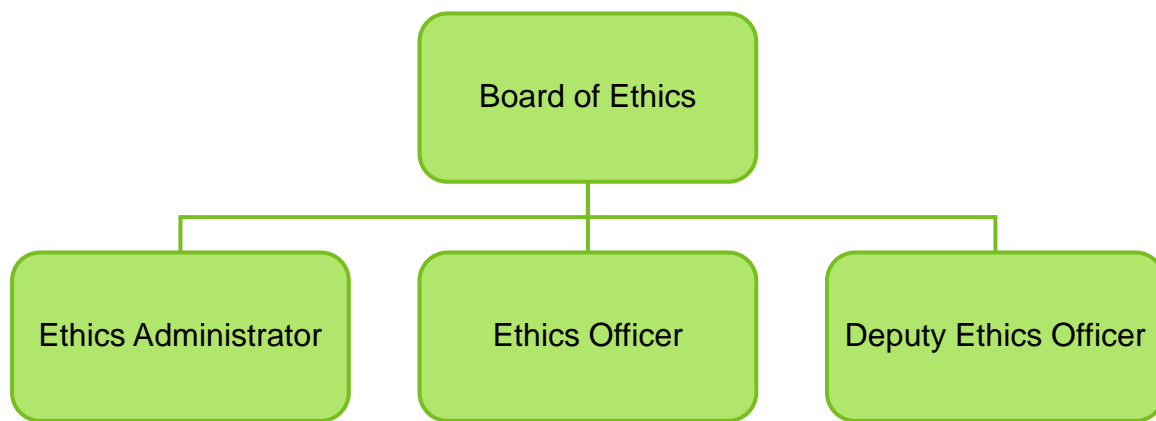 Board of Ethics
Ethics Administrator
Ethics Officer
Deputy Ethics Officer